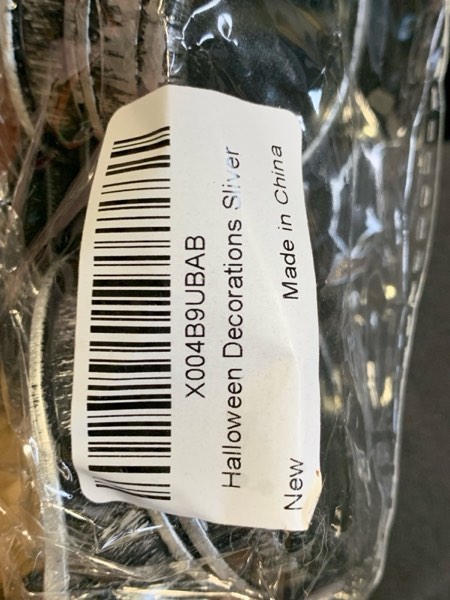 X004B9UBAB
Halloween Decorations Sliver
New Made in China